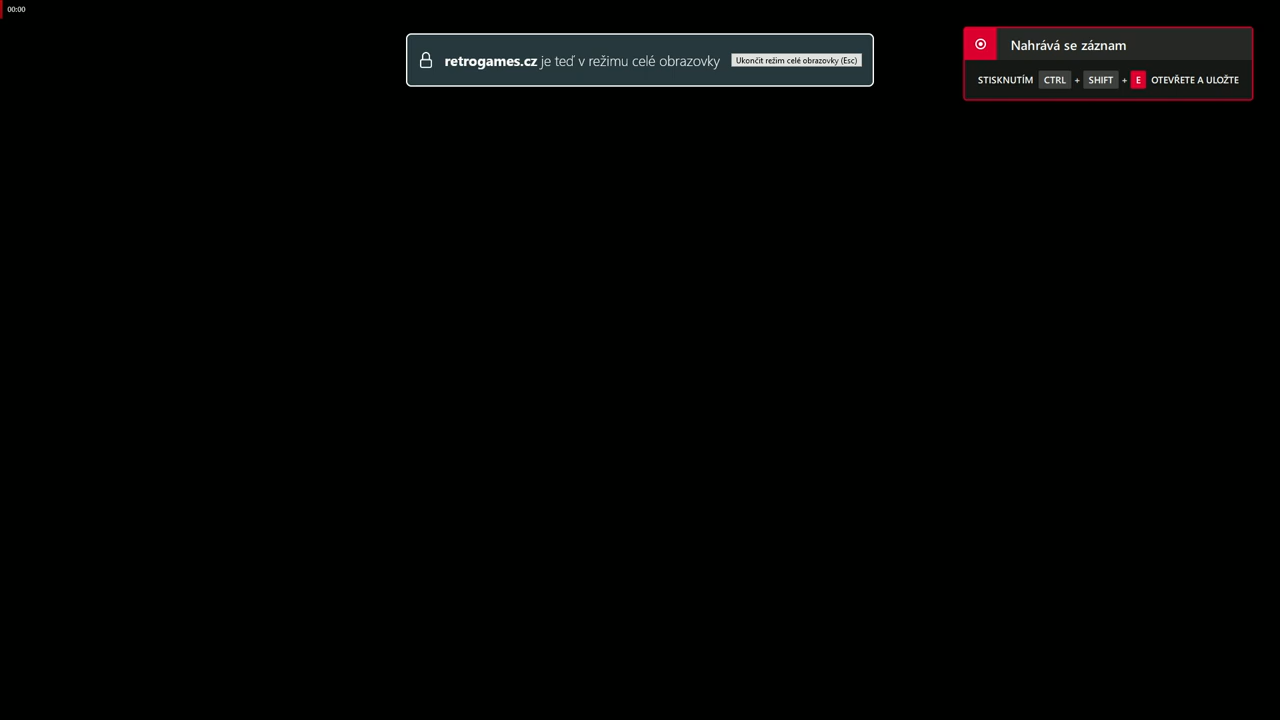 00:00
retrogames.cz je teď v režimu celé obrazovky Ukončit režim celé obrazovky (Esc)
Nahrává se záznam
STISKNUTÍM CTRL + SHIFT + E OTEVŘETE A ULOŽTE